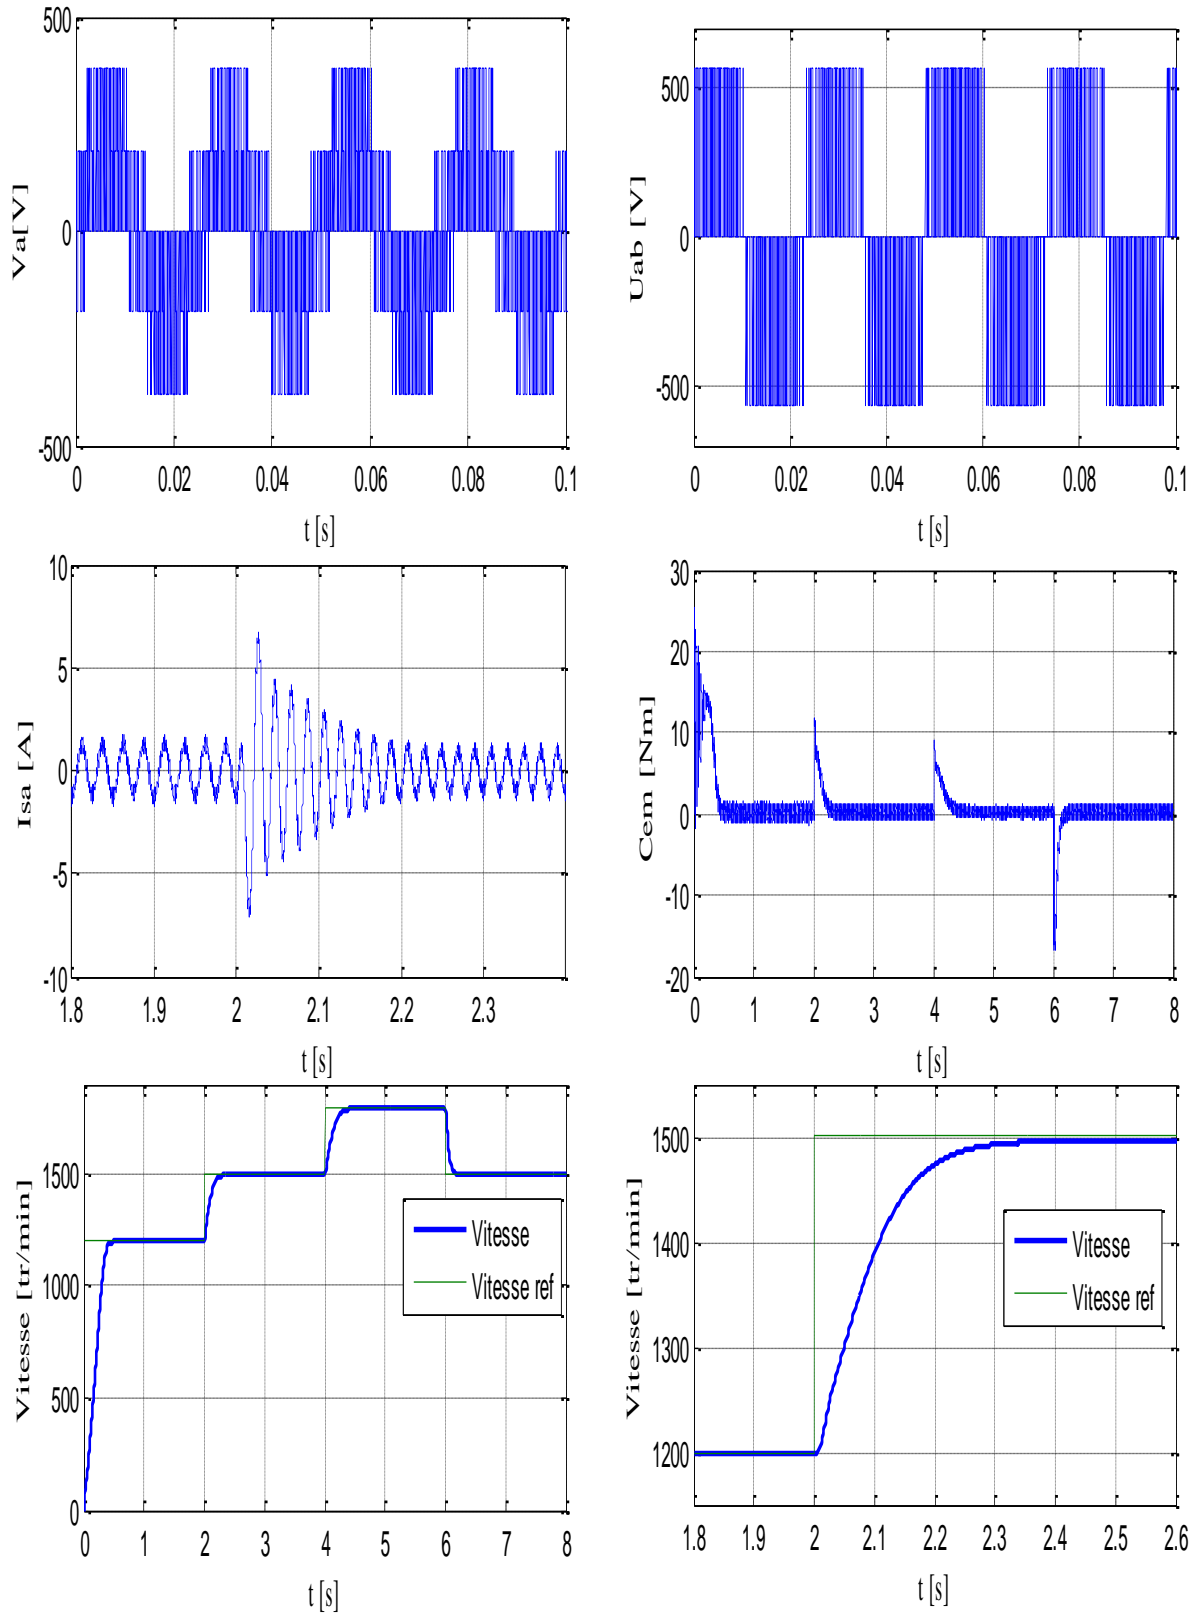 500
0
-500
Va[V]
0 0.02 0.04 0.06 0.08 0.1
t [s]
500
0
-500
Uab [V]
0 0.02 0.04 0.06 0.08 0.1
t [s]
10
5
0
-5
-10
Isa [A]
1.8 1.9 2 2.1 2.2 2.3
t [s]
30
20
10
0
-10
-20
Cem [Nm]
0 1 2 3 4 5 6 7 8
t [s]
1500
1000
500
0
Vitesse [tr/min]
Vitesse
Vitesse ref
0 1 2 3 4 5 6 7 8
t [s]
1500
1400
1300
1200
Vitesse [tr/min]
Vitesse
Vitesse ref
1.8 1.9 2 2.1 2.2 2.3 2.4 2.5 2.6
t [s]